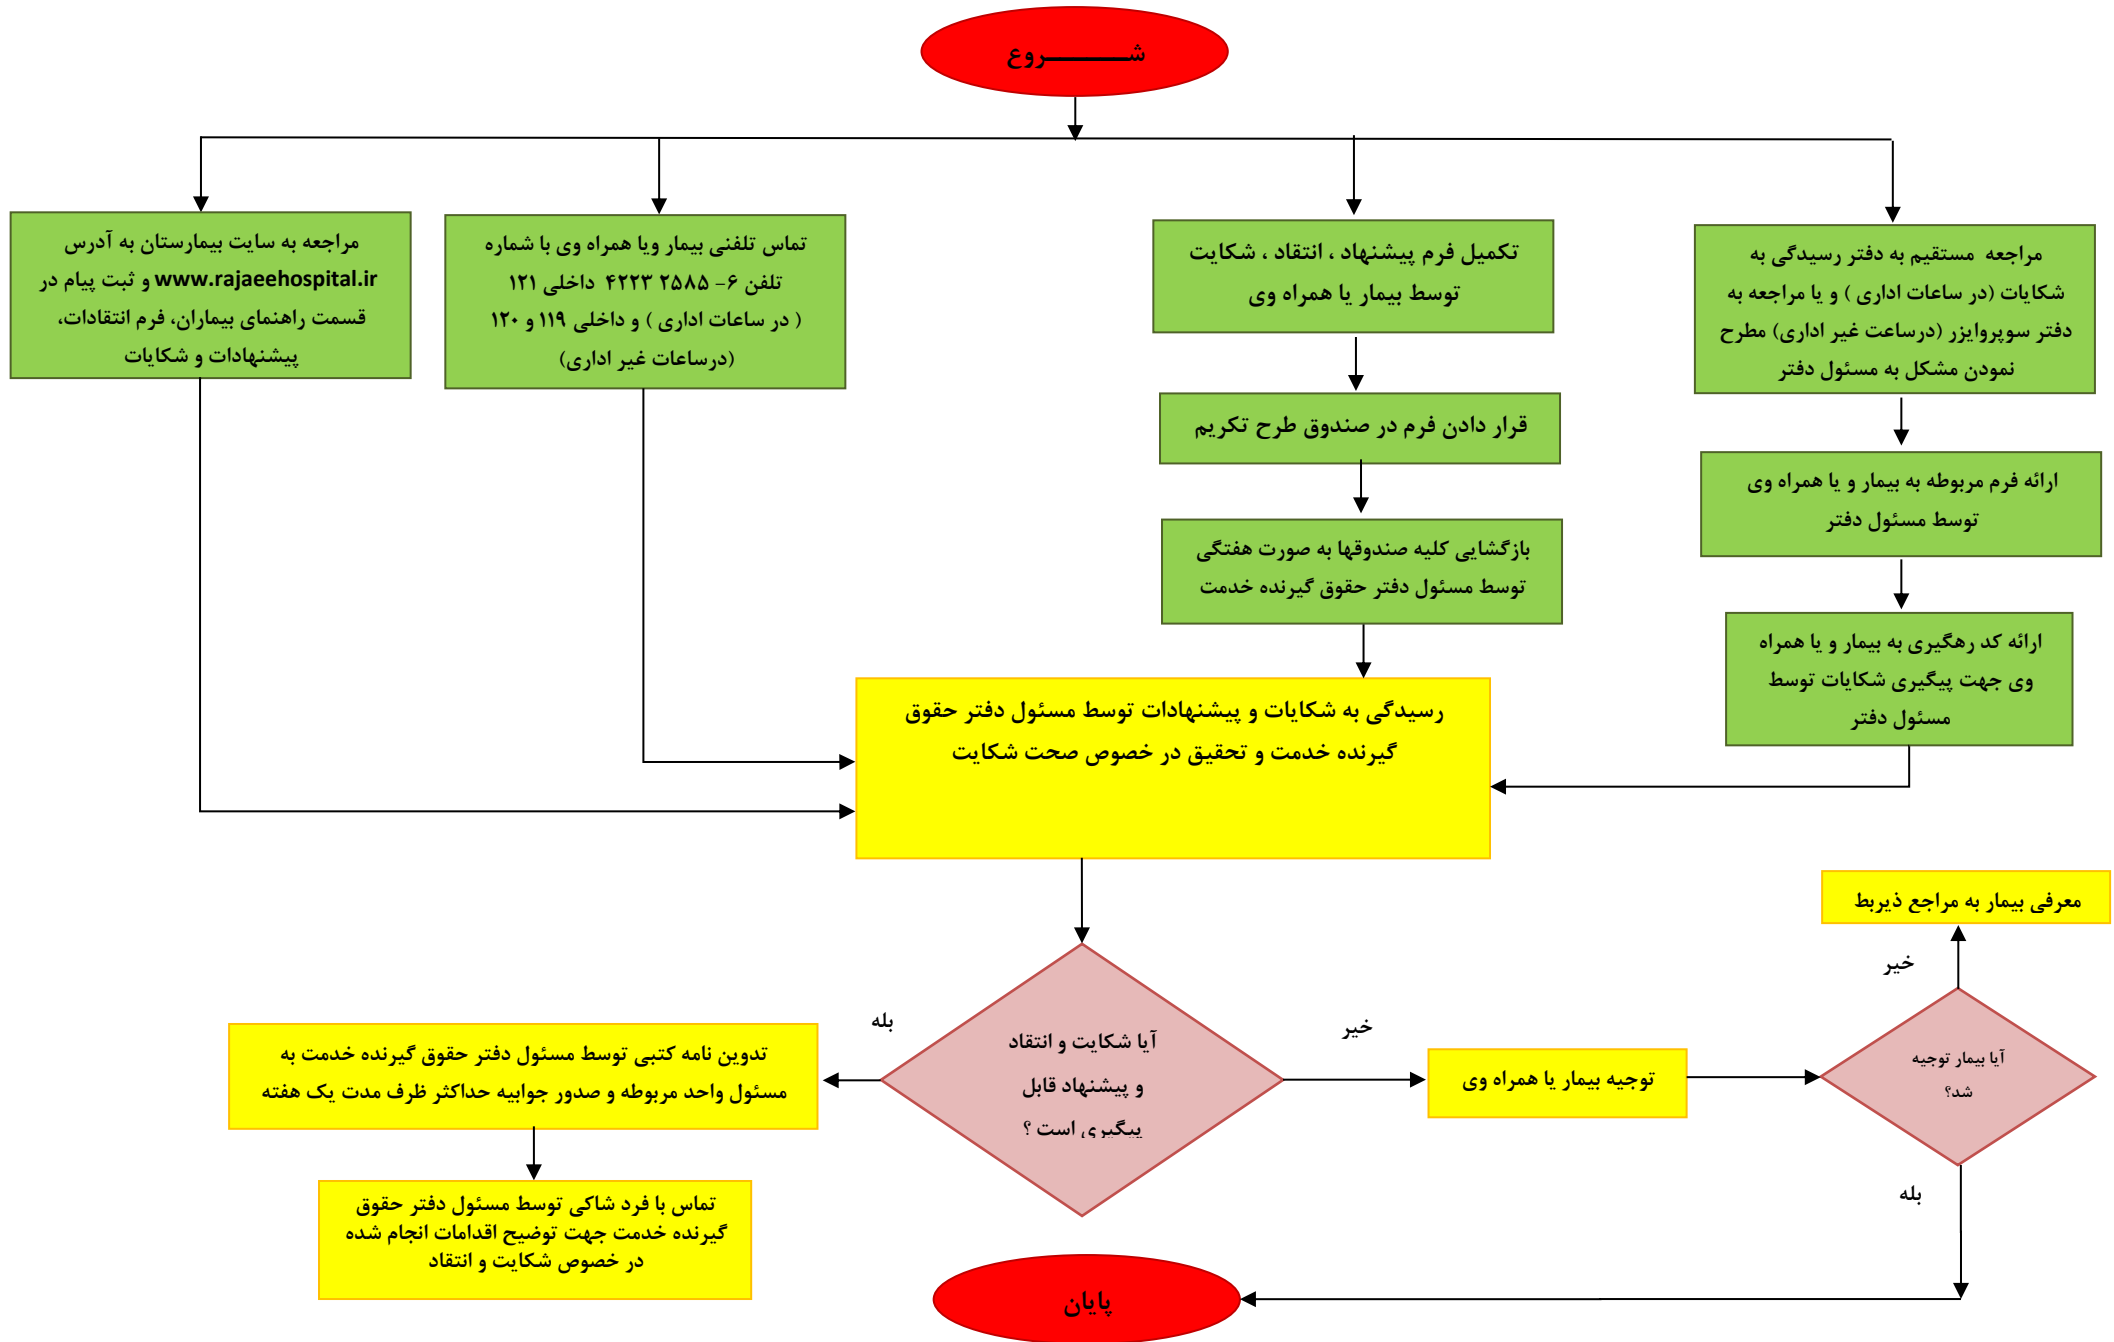 شـــــــــــروع
مراجعه مستقیم به دفتر رسیدگی به
شکایات (در ساعات اداری ) و یا مراجعه به
دفتر سوپروایزر (درساعت غیر اداری) مطرح
نمودن مشکل به مسئول دفتر
ارائه فرم مربوطه به بیمار و یا همراه وی
توسط مسئول دفتر
ارائه کد رهگیری به بیمار و یا همراه
وی جهت پیگیری شکایات توسط
مسئول دفتر
تکمیل فرم پیشنهاد ، انتقاد ، شکایت
توسط بیمار یا همراه وی
قرار دادن فرم در صندوق طرح تکریم
بازگشایی کلیه صندوقها به صورت هفتگی
توسط مسئول دفتر حقوق گیرنده خدمت
تماس تلفنی بیمار ویا همراه وی با شماره
تلفن ۶- ۲۵۸۵ ۴۲۲۳ داخلی ۱۲۱
( در ساعات اداری ) و داخلی ۱۱۹ و ۱۲۰
(درساعات غیر اداری)
مراجعه به سایت بیمارستان به آدرس
www.rajaeehospital.ir و ثبت پیام در
قسمت راهنمای بیماران، فرم انتقادات،
پیشنهادات و شکایات
رسیدگی به شکایات و پیشنهادات توسط مسئول دفتر حقوق
گیرنده خدمت و تحقیق در خصوص صحت شکایت
آیا شکایت و انتقاد
و پیشنهاد قابل
پیگیری است ؟
خیر
بله
توجیه بیمار یا همراه وی
آیا بیمار توجیه
شد؟
خیر
معرفی بیمار به مراجع ذیربط
بله
تدوین نامه کتبی توسط مسئول دفتر حقوق گیرنده خدمت به
مسئول واحد مربوطه و صدور جوابیه حداکثر ظرف مدت یک هفته
تماس با فرد شاکی توسط مسئول دفتر حقوق
گیرنده خدمت جهت توضیح اقدامات انجام شده
در خصوص شکایت و انتقاد
پایان